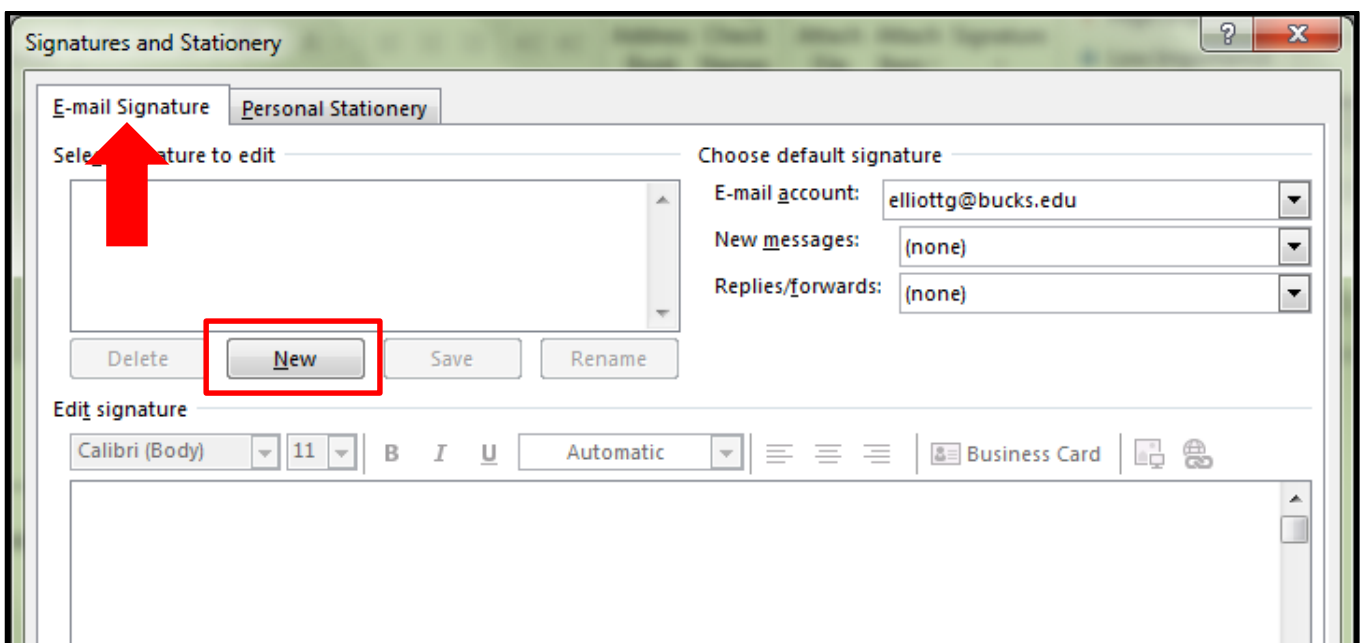 Signatures and Stationery
E-mail Signature Personal Stationery
to edit
Choose default signature
E-mail account: elliottg@bucks.edu
New messages: (none)
Replies/forwards: (none)
Delete New Save Rename
Edit signature
Calibri (Body) 11 B I U Automatic Business Card